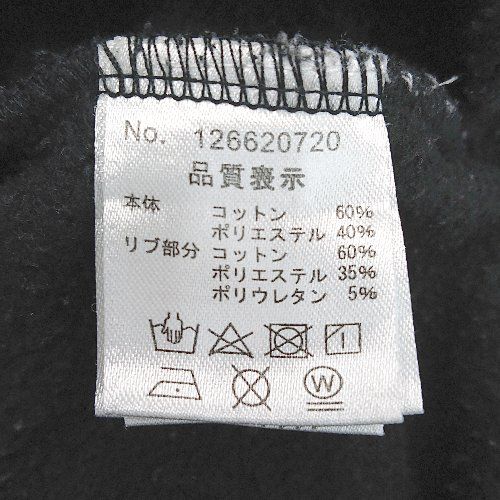 No. 126620720
品質表示
本体 コットン 60%
ポリエステル 40%
リブ部分 コットン 60%
ポリエステル 35%
ポリウレタン 5%
W